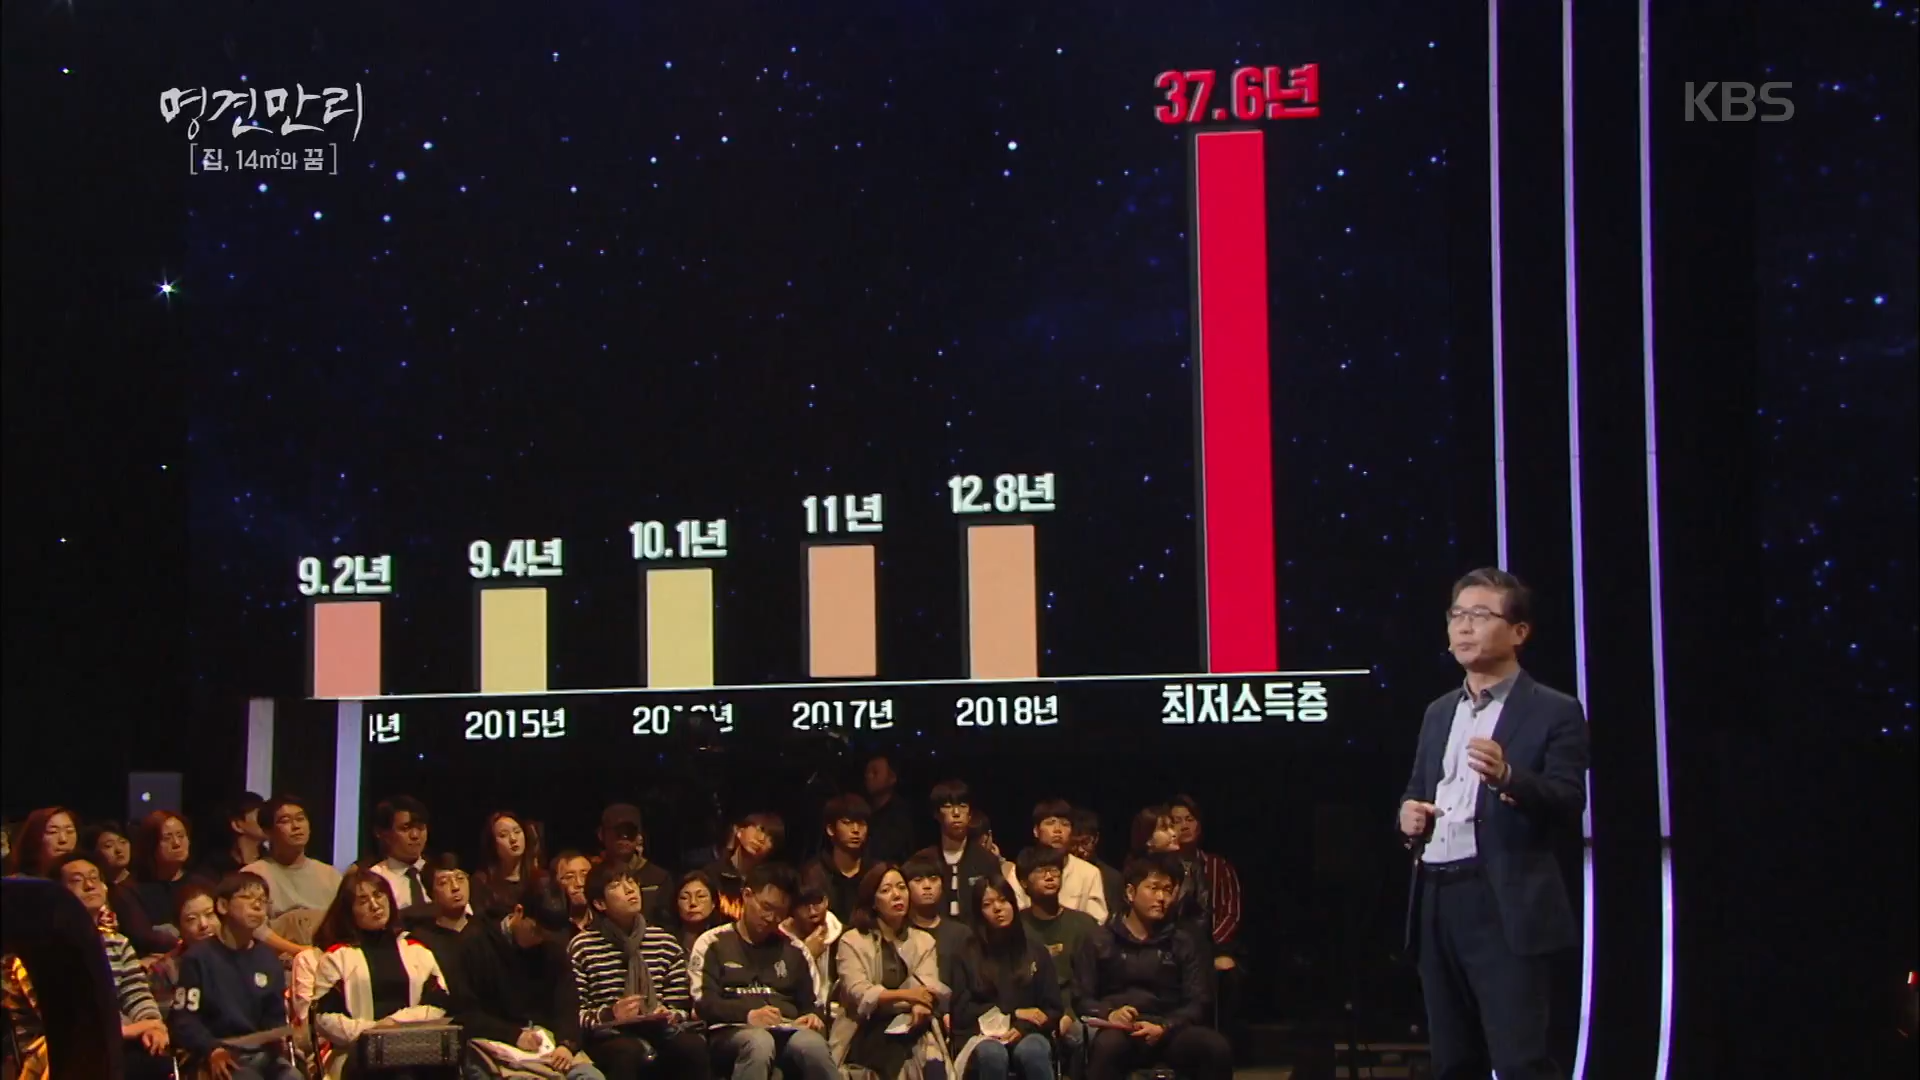 명견만리
[집, 14㎡의 꿈]
KBS
37.6년
12.8년
11년
10.1년
9.4년
9.2년
2015년
2017년
2018년
최저소득층
99